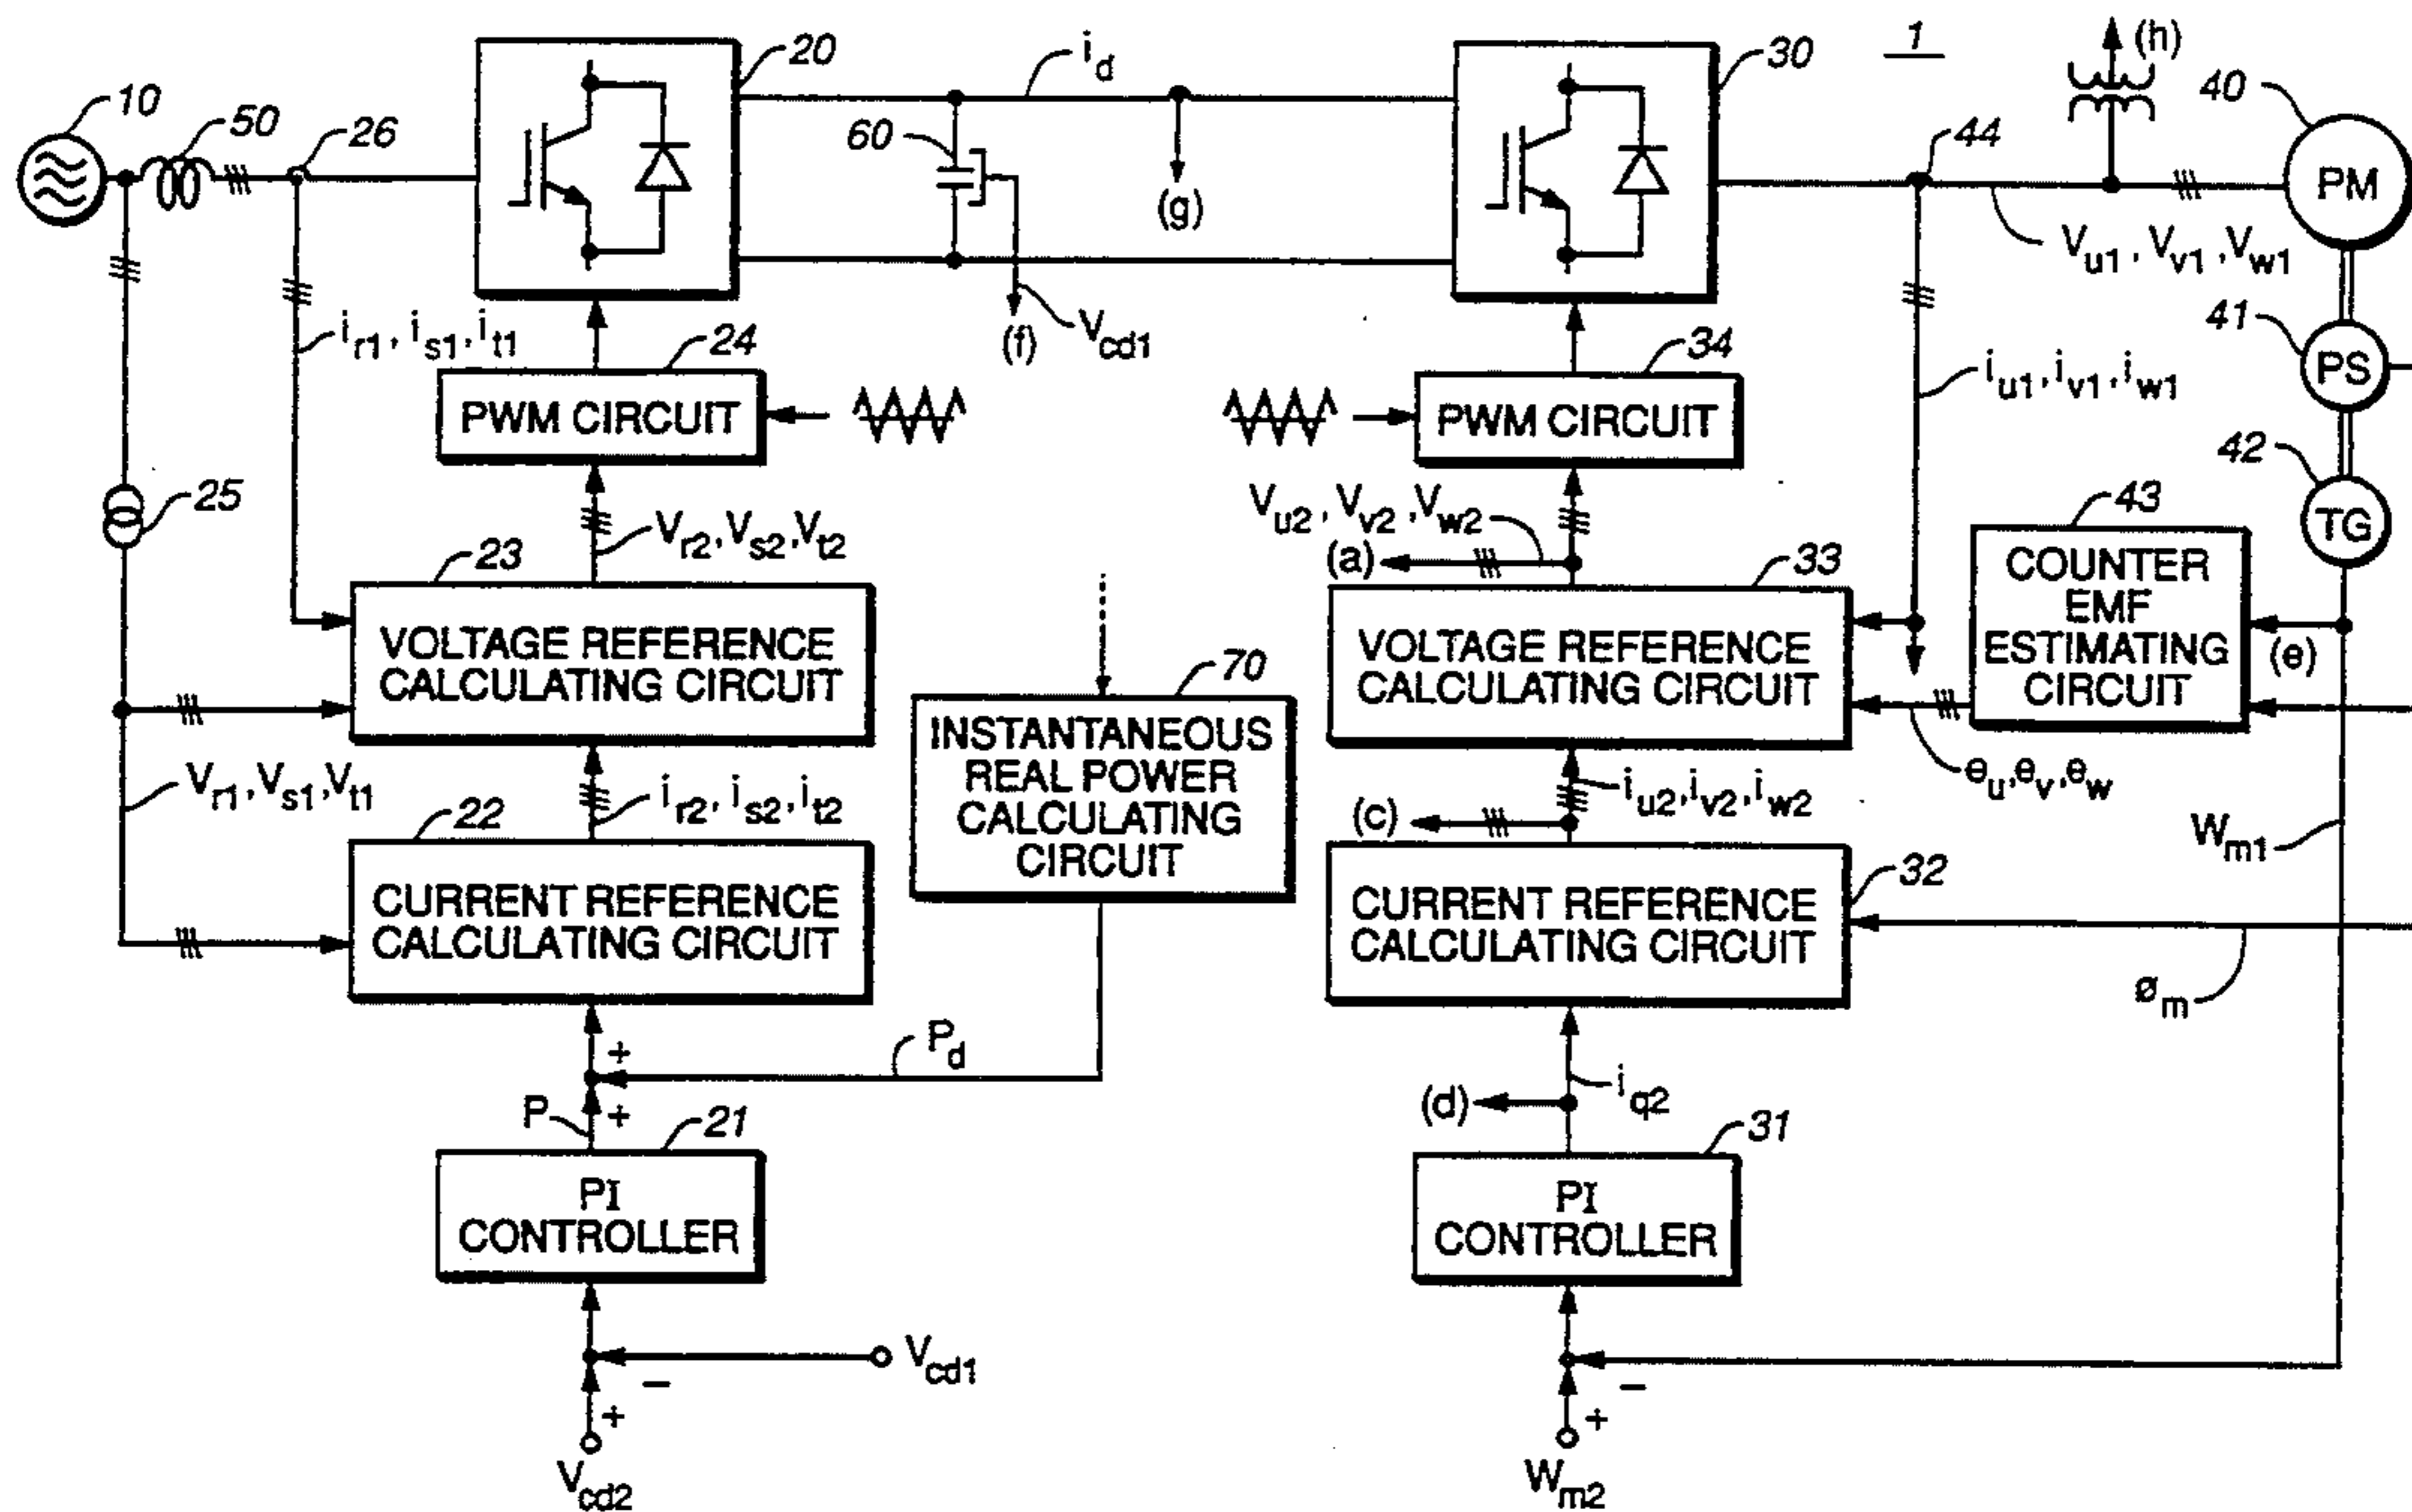 10
50
26
20
i_d
60
(g)
30
1
(h)
40
44
PM
V_u1, V_v1, V_w1
41
PS
42
TG
i_r1, i_s1, i_t1
24
(f)
V_cd1
34
i_u1, i_v1, i_w1
PWM CIRCUIT
PWM CIRCUIT
25
V_r2, V_s2, V_t2
V_u2, V_v2, V_w2
(a)
43
COUNTER
EMF
ESTIMATING
CIRCUIT
(e)
23
VOLTAGE REFERENCE
CALCULATING CIRCUIT
33
VOLTAGE REFERENCE
CALCULATING CIRCUIT
70
INSTANTANEOUS
REAL POWER
CALCULATING
CIRCUIT
V_r1, V_s1, V_t1
i_r2, i_s2, i_t2
i_u2, i_v2, i_w2
e_u, e_v, e_w
(c)
W_m1
22
CURRENT REFERENCE
CALCULATING CIRCUIT
32
CURRENT REFERENCE
CALCULATING CIRCUIT
ø_m
+
P_d
P
+
21
PI
CONTROLLER
(d)
i_q2
31
PI
CONTROLLER
V_cd1
−
+
V_cd2
−
+
W_m2